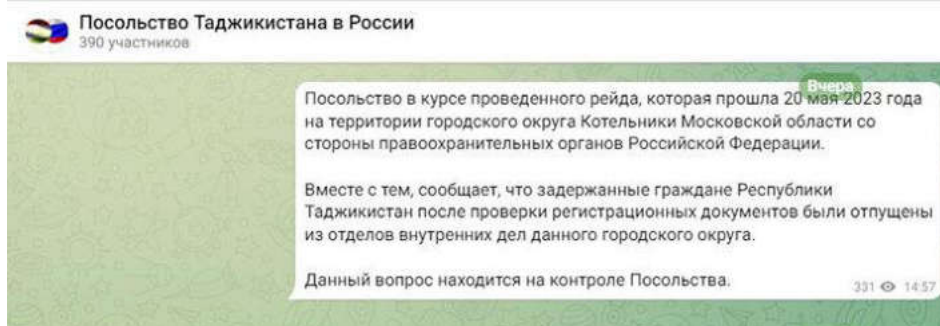 Посольство Таджикистана в России
390 участников
Вчера
Посольство в курсе проведенного рейда, которая прошла 20 мая 2023 года
на территории городского округа Котельники Московской области со
стороны правоохранительных органов Российской Федерации.
Вместе с тем, сообщает, что задержанные граждане Республики
Таджикистан после проверки регистрационных документов были отпущены
из отделов внутренних дел данного городского округа.
Данный вопрос находится на контроле Посольства.
331 14:57